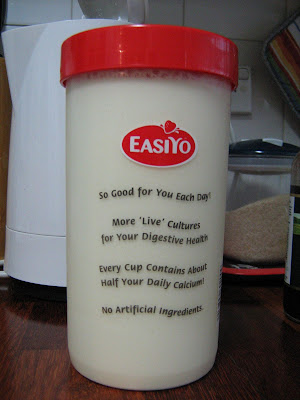 EASIYO
So Good for You Each Day!
More 'Live' Cultures
for Your Digestive Health
Every Cup Contains About
Half Your Daily Calcium!
No Artificial Ingredients